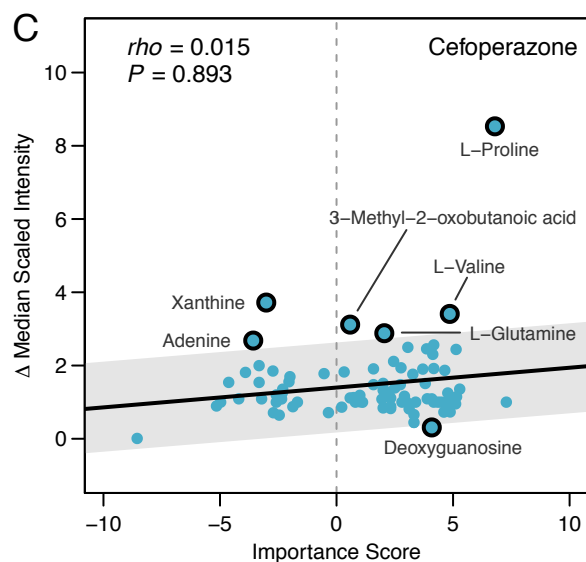 C
rho = 0.015
P = 0.893
Cefoperazone
Δ Median Scaled Intensity
10
8
6
4
2
0
L−Proline
3−Methyl−2−oxobutanoic acid
L−Valine
Xanthine
Adenine
L−Glutamine
Deoxyguanosine
−10
−5
0
5
10
Importance Score